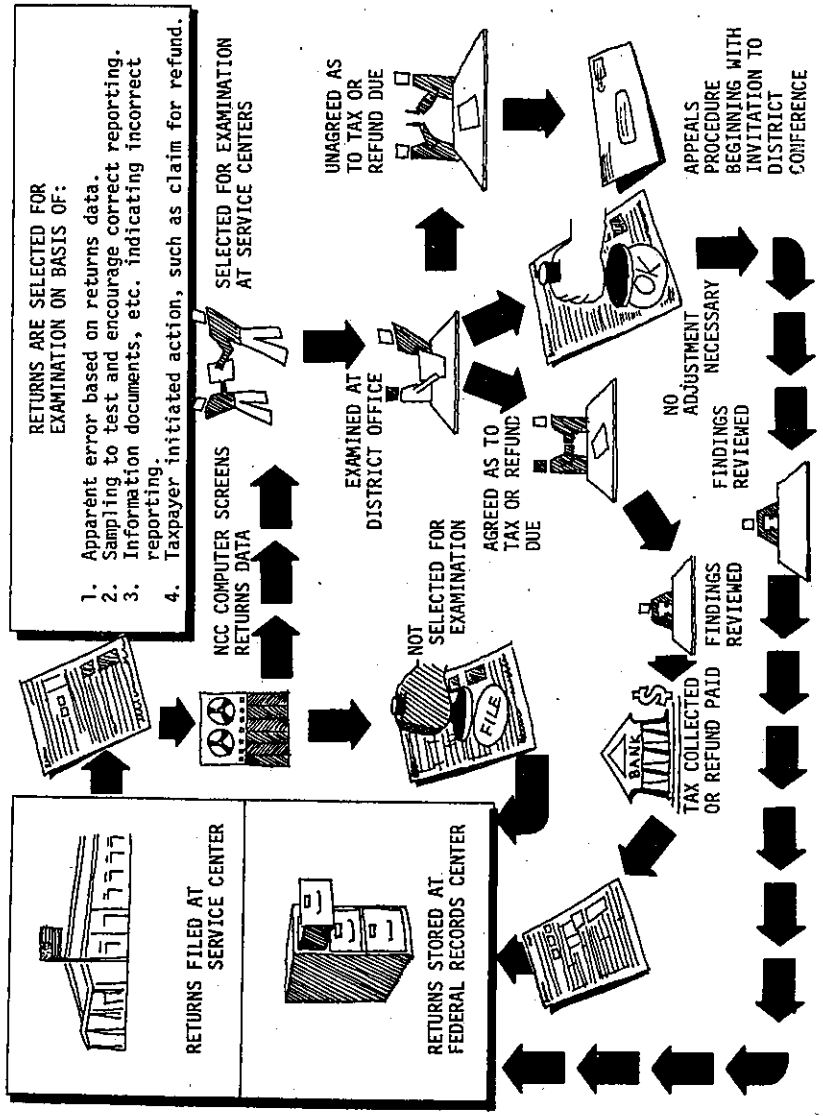 RETURNS ARE SELECTED FOR
EXAMINATION ON BASIS OF:
1. Apparent error based on returns data.
2. Sampling to test and encourage correct reporting.
3. Information documents, etc. indicating incorrect
reporting.
4. Taxpayer initiated action, such as claim for refund.
RETURNS FILED AT
SERVICE CENTER
NCC COMPUTER SCREENS
RETURNS DATA
SELECTED FOR EXAMINATION
AT SERVICE CENTERS
RETURNS STORED AT
FEDERAL RECORDS CENTER
FILE
NOT
SELECTED FOR
EXAMINATION
EXAMINED AT
DISTRICT OFFICE
UNAGREED AS
TO TAX OR
REFUND DUE
AGREED AS TO
TAX OR REFUND
DUE
OK
NO
ADJUSTMENT
NECESSARY
APPEALS
PROCEDURE
BEGINNING WITH
INVITATION TO
DISTRICT
CONFERENCE
BANK
$
TAX COLLECTED
OR REFUND PAID
FINDINGS
REVIEWED
FINDINGS
REVIEWED